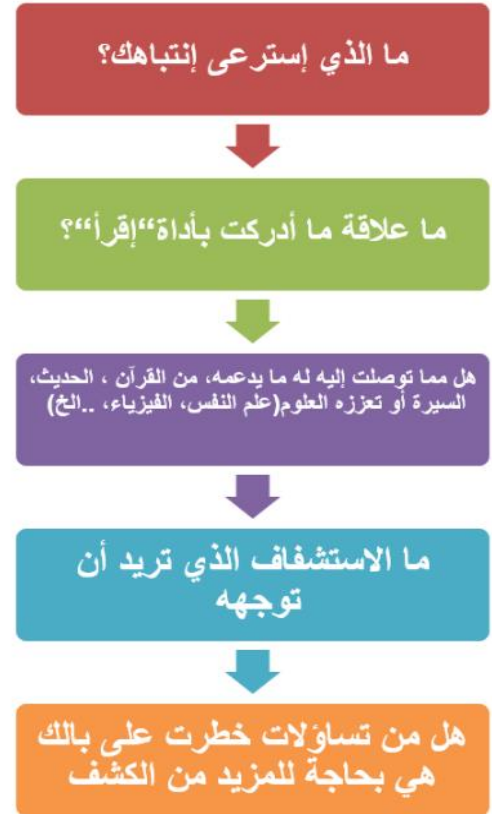 ما الذي إسترعى إنتباهك؟
ما علاقة ما أدركت بأداة“إقرأ“؟
هل مما توصلت إليه له ما يدعمه، من القرآن ، الحديث،
السيرة أو تعززه العلوم(علم النفس، الفيزياء، ..الخ)
ما الاستشفاف الذي تريد أن
توجهه
هل من تساؤلات خطرت على بالك
هي بحاجة للمزيد من الكشف